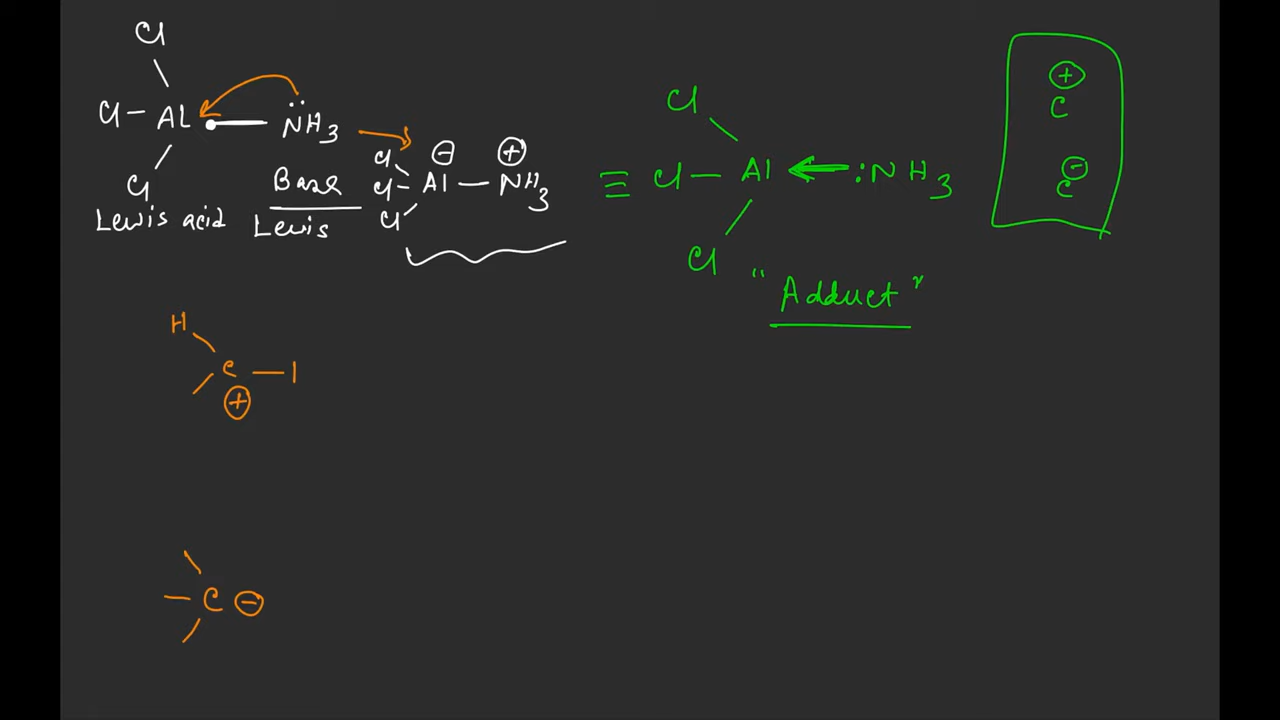 Cl
Cl – Al — N̈H3 →
Cl
Lewis acid
Base
Lewis
Cl ⊖ ⊕
Cl – Al — NH3
Cl
Cl
≡ Cl — Al ← :NH3
Cl
"Adduct"
⊕
C
⊖
C
H
C — I
⊕
C ⊖